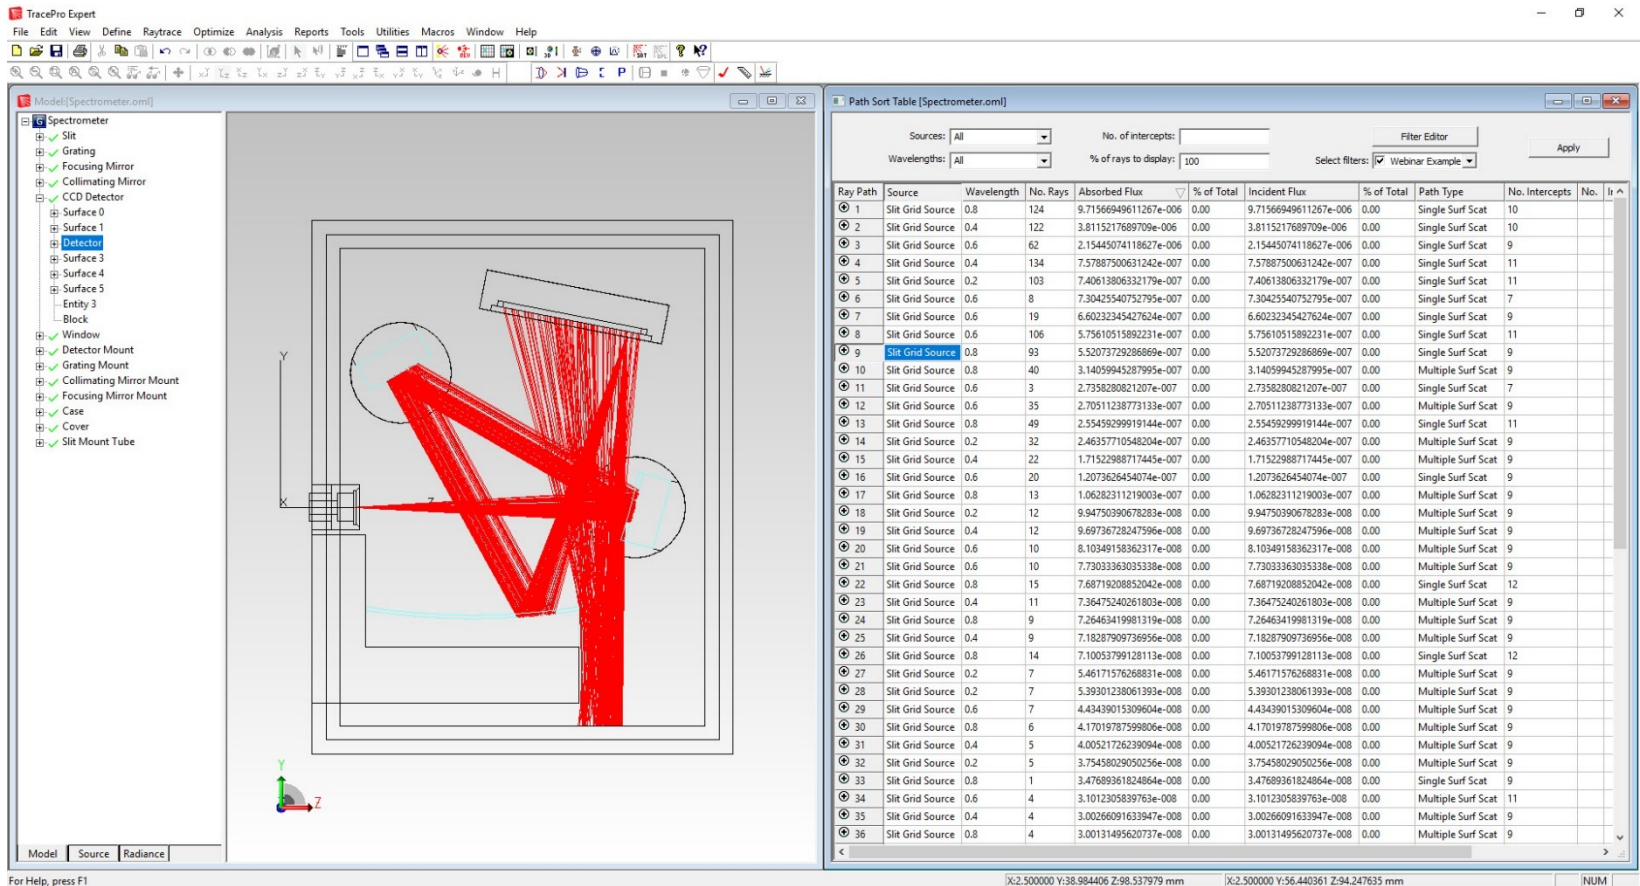 TracePro Expert
File Edit View Define Raytrace Optimize Analysis Reports Tools Utilities Macros Window Help
Model:[Spectrometer.oml]
Spectrometer
Slit
Grating
Focusing Mirror
Collimating Mirror
CCD Detector
Surface 0
Surface 1
Detector
Surface 3
Surface 4
Surface 5
Entity 3
Block
Window
Detector Mount
Grating Mount
Collimating Mirror Mount
Focusing Mirror Mount
Case
Cover
Slit Mount Tube
Y
X
Z
Y
Z
Model Source Radiance
Path Sort Table [Spectrometer.oml]
Sources: All No. of intercepts: Filter Editor
Wavelengths: All % of rays to display: 100 Select filters: Webinar Example Apply
Ray Path Source Wavelength No. Rays Absorbed Flux % of Total Incident Flux % of Total Path Type No. Intercepts No.
1 Slit Grid Source 0.8 124 9.71566949611267e-006 0.00 9.71566949611267e-006 0.00 Single Surf Scat 10
2 Slit Grid Source 0.4 122 3.8115217689709e-006 0.00 3.8115217689709e-006 0.00 Single Surf Scat 10
3 Slit Grid Source 0.6 62 2.15445074118627e-006 0.00 2.15445074118627e-006 0.00 Single Surf Scat 9
4 Slit Grid Source 0.4 134 7.57887500631242e-007 0.00 7.57887500631242e-007 0.00 Single Surf Scat 11
5 Slit Grid Source 0.2 103 7.40613806332179e-007 0.00 7.40613806332179e-007 0.00 Single Surf Scat 11
6 Slit Grid Source 0.6 8 7.30425540752795e-007 0.00 7.30425540752795e-007 0.00 Single Surf Scat 7
7 Slit Grid Source 0.6 19 6.60232345427624e-007 0.00 6.60232345427624e-007 0.00 Single Surf Scat 9
8 Slit Grid Source 0.6 106 5.75610515892231e-007 0.00 5.75610515892231e-007 0.00 Single Surf Scat 11
9 Slit Grid Source 0.8 93 5.52073729286869e-007 0.00 5.52073729286869e-007 0.00 Single Surf Scat 9
10 Slit Grid Source 0.8 40 3.14059945287995e-007 0.00 3.14059945287995e-007 0.00 Multiple Surf Scat 9
11 Slit Grid Source 0.6 3 2.7358280821207e-007 0.00 2.7358280821207e-007 0.00 Single Surf Scat 7
12 Slit Grid Source 0.6 35 2.70511238773133e-007 0.00 2.70511238773133e-007 0.00 Multiple Surf Scat 9
13 Slit Grid Source 0.8 49 2.55459299919144e-007 0.00 2.55459299919144e-007 0.00 Single Surf Scat 11
14 Slit Grid Source 0.2 32 2.46357710548204e-007 0.00 2.46357710548204e-007 0.00 Multiple Surf Scat 9
15 Slit Grid Source 0.4 22 1.71522988717445e-007 0.00 1.71522988717445e-007 0.00 Multiple Surf Scat 9
16 Slit Grid Source 0.6 20 1.2073626454074e-007 0.00 1.2073626454074e-007 0.00 Single Surf Scat 9
17 Slit Grid Source 0.8 13 1.06282311219003e-007 0.00 1.06282311219003e-007 0.00 Multiple Surf Scat 9
18 Slit Grid Source 0.2 12 9.94750390678283e-008 0.00 9.94750390678283e-008 0.00 Multiple Surf Scat 9
19 Slit Grid Source 0.4 12 9.69736728247596e-008 0.00 9.69736728247596e-008 0.00 Multiple Surf Scat 9
20 Slit Grid Source 0.6 10 8.10349158362317e-008 0.00 8.10349158362317e-008 0.00 Multiple Surf Scat 9
21 Slit Grid Source 0.6 10 7.73033363035338e-008 0.00 7.73033363035338e-008 0.00 Multiple Surf Scat 9
22 Slit Grid Source 0.8 15 7.68719208852042e-008 0.00 7.68719208852042e-008 0.00 Single Surf Scat 12
23 Slit Grid Source 0.4 11 7.36475240261803e-008 0.00 7.36475240261803e-008 0.00 Multiple Surf Scat 9
24 Slit Grid Source 0.8 9 7.26463419981319e-008 0.00 7.26463419981319e-008 0.00 Multiple Surf Scat 9
25 Slit Grid Source 0.4 9 7.18287909736956e-008 0.00 7.18287909736956e-008 0.00 Multiple Surf Scat 9
26 Slit Grid Source 0.8 14 7.10053799128113e-008 0.00 7.10053799128113e-008 0.00 Single Surf Scat 12
27 Slit Grid Source 0.2 7 5.46171576268831e-008 0.00 5.46171576268831e-008 0.00 Multiple Surf Scat 9
28 Slit Grid Source 0.2 7 5.39301238061393e-008 0.00 5.39301238061393e-008 0.00 Multiple Surf Scat 9
29 Slit Grid Source 0.6 7 4.43439015309604e-008 0.00 4.43439015309604e-008 0.00 Multiple Surf Scat 9
30 Slit Grid Source 0.8 6 4.17019787599806e-008 0.00 4.17019787599806e-008 0.00 Multiple Surf Scat 9
31 Slit Grid Source 0.4 5 4.00521726239094e-008 0.00 4.00521726239094e-008 0.00 Multiple Surf Scat 9
32 Slit Grid Source 0.2 5 3.75458029050256e-008 0.00 3.75458029050256e-008 0.00 Multiple Surf Scat 9
33 Slit Grid Source 0.8 1 3.47689361824864e-008 0.00 3.47689361824864e-008 0.00 Single Surf Scat 9
34 Slit Grid Source 0.6 4 3.1012305839763e-008 0.00 3.1012305839763e-008 0.00 Multiple Surf Scat 11
35 Slit Grid Source 0.4 4 3.00266091633947e-008 0.00 3.00266091633947e-008 0.00 Multiple Surf Scat 9
36 Slit Grid Source 0.8 4 3.00131495620737e-008 0.00 3.00131495620737e-008 0.00 Multiple Surf Scat 9
For Help, press F1 X:2.500000 Y:38.984406 Z:98.537979 mm X:2.500000 Y:56.440361 Z:94.247635 mm NUM